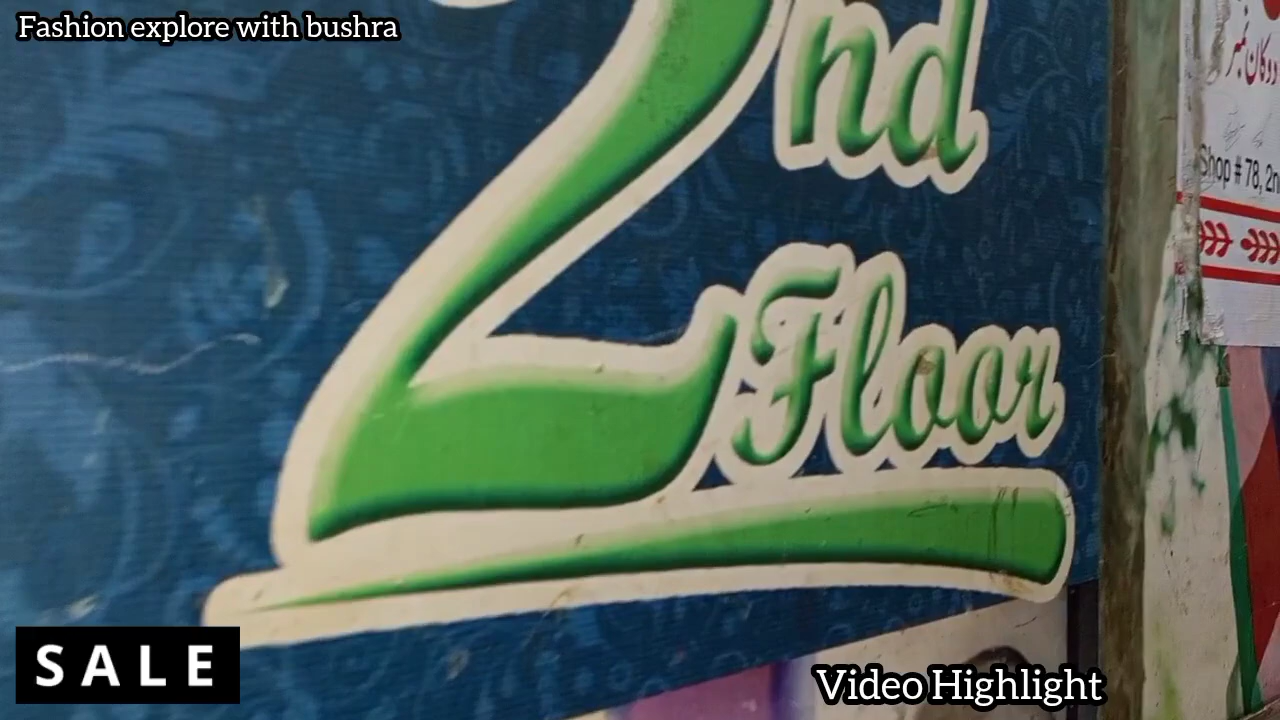 Fashion explore with bushra
2nd
Floor
دوکان نمبر
Shop # 78, 2n
SALE
Video Highlight